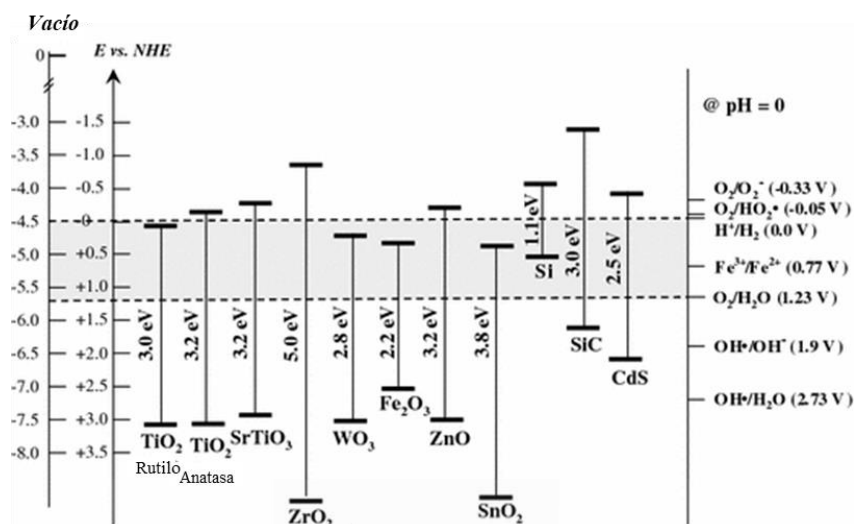 Vacío
E vs. NHE
0
-3.0
-3.5
-4.0
-4.5
-5.0
-5.5
-6.0
-6.5
-7.0
-7.5
-8.0
-1.5
-1.0
-0.5
-0
+0.5
+1.0
+1.5
+2.0
+2.5
+3.0
+3.5
3.0 eV
TiO₂
Rutilo
3.2 eV
TiO₂
Anatasa
3.2 eV
SrTiO₃
5.0 eV
ZrO₂
2.8 eV
WO₃
2.2 eV
Fe₂O₃
3.2 eV
ZnO
3.8 eV
SnO₂
1.1 eV
Si
3.0 eV
SiC
2.5 eV
CdS
@ pH = 0
O₂/O₂⁻ (-0.33 V)
O₂/HO₂• (-0.05 V)
H⁺/H₂ (0.0 V)
Fe³⁺/Fe²⁺ (0.77 V)
O₂/H₂O (1.23 V)
OH•/OH⁻ (1.9 V)
OH•/H₂O (2.73 V)